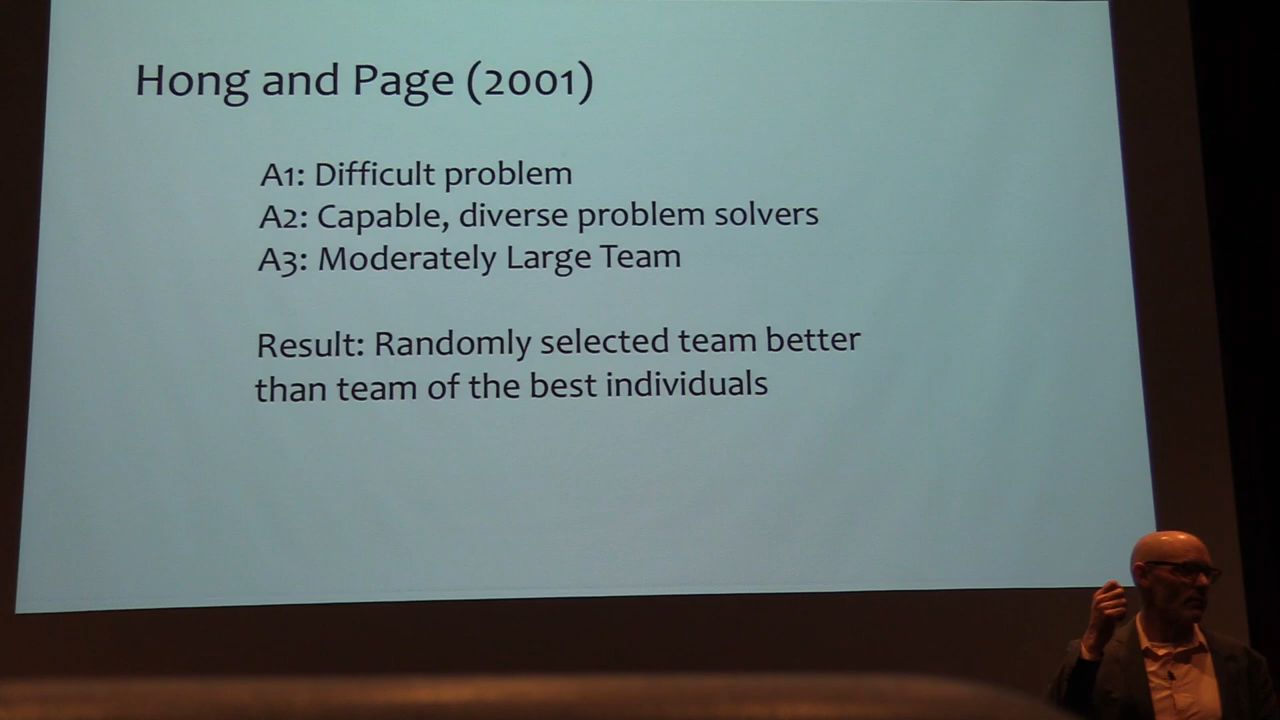 Hong and Page (2001)
A1: Difficult problem
A2: Capable, diverse problem solvers
A3: Moderately Large Team
Result: Randomly selected team better
than team of the best individuals